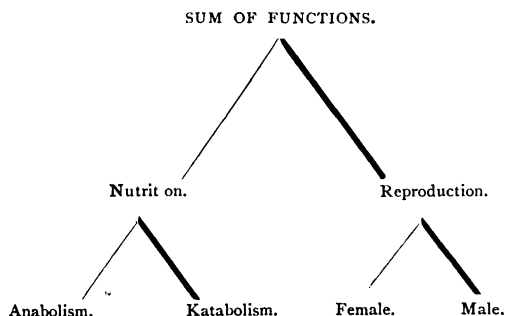 SUM OF FUNCTIONS.
Nutrit on. Reproduction.
Anabolism. Katabolism. Female. Male.